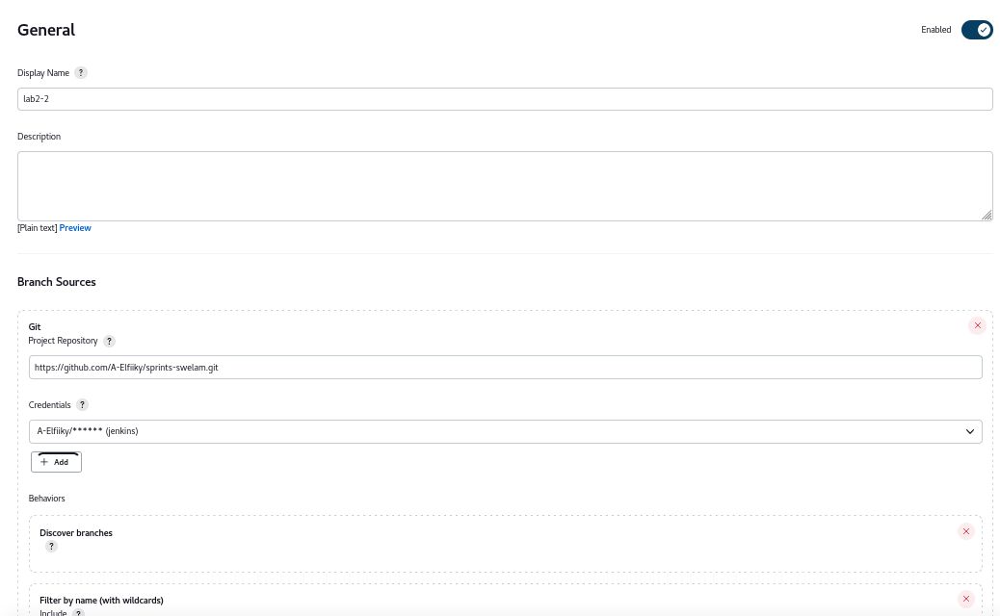 General
Enabled
Display Name ?
lab2-2
Description
[Plain text] Preview
Branch Sources
Git
Project Repository ?
https://github.com/A-Elfiiky/sprints-swelam.git
Credentials ?
A-Elfiiky/****** (jenkins)
+ Add
Behaviors
Discover branches
?
Filter by name (with wildcards)
Include ?